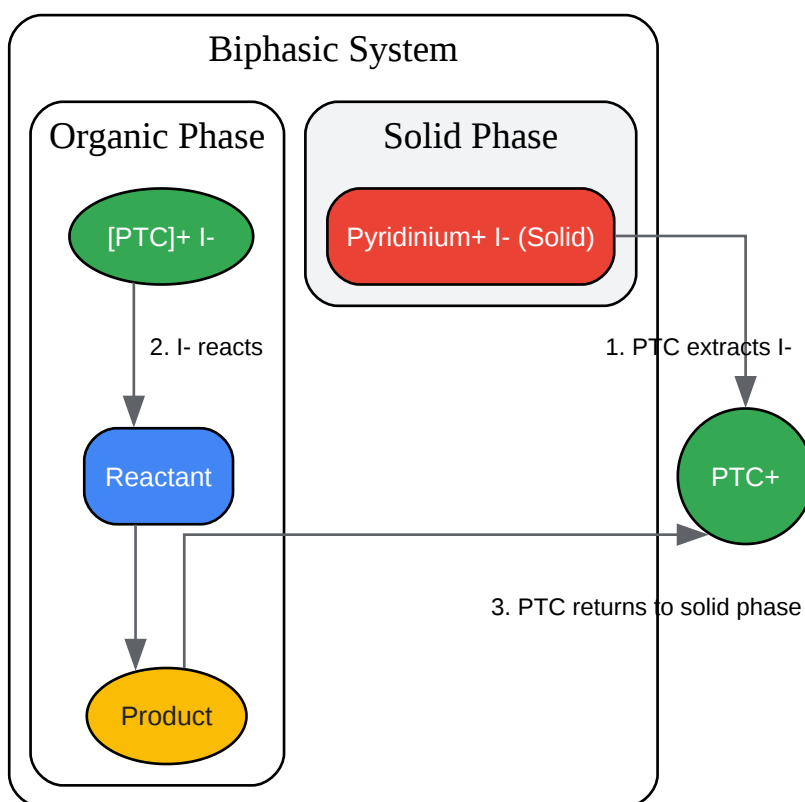 Biphasic System
Organic Phase
Solid Phase
[PTC]+ I-
Pyridinium+ I- (Solid)
2. I- reacts
1. PTC extracts I-
Reactant
PTC+
3. PTC returns to solid phase
Product